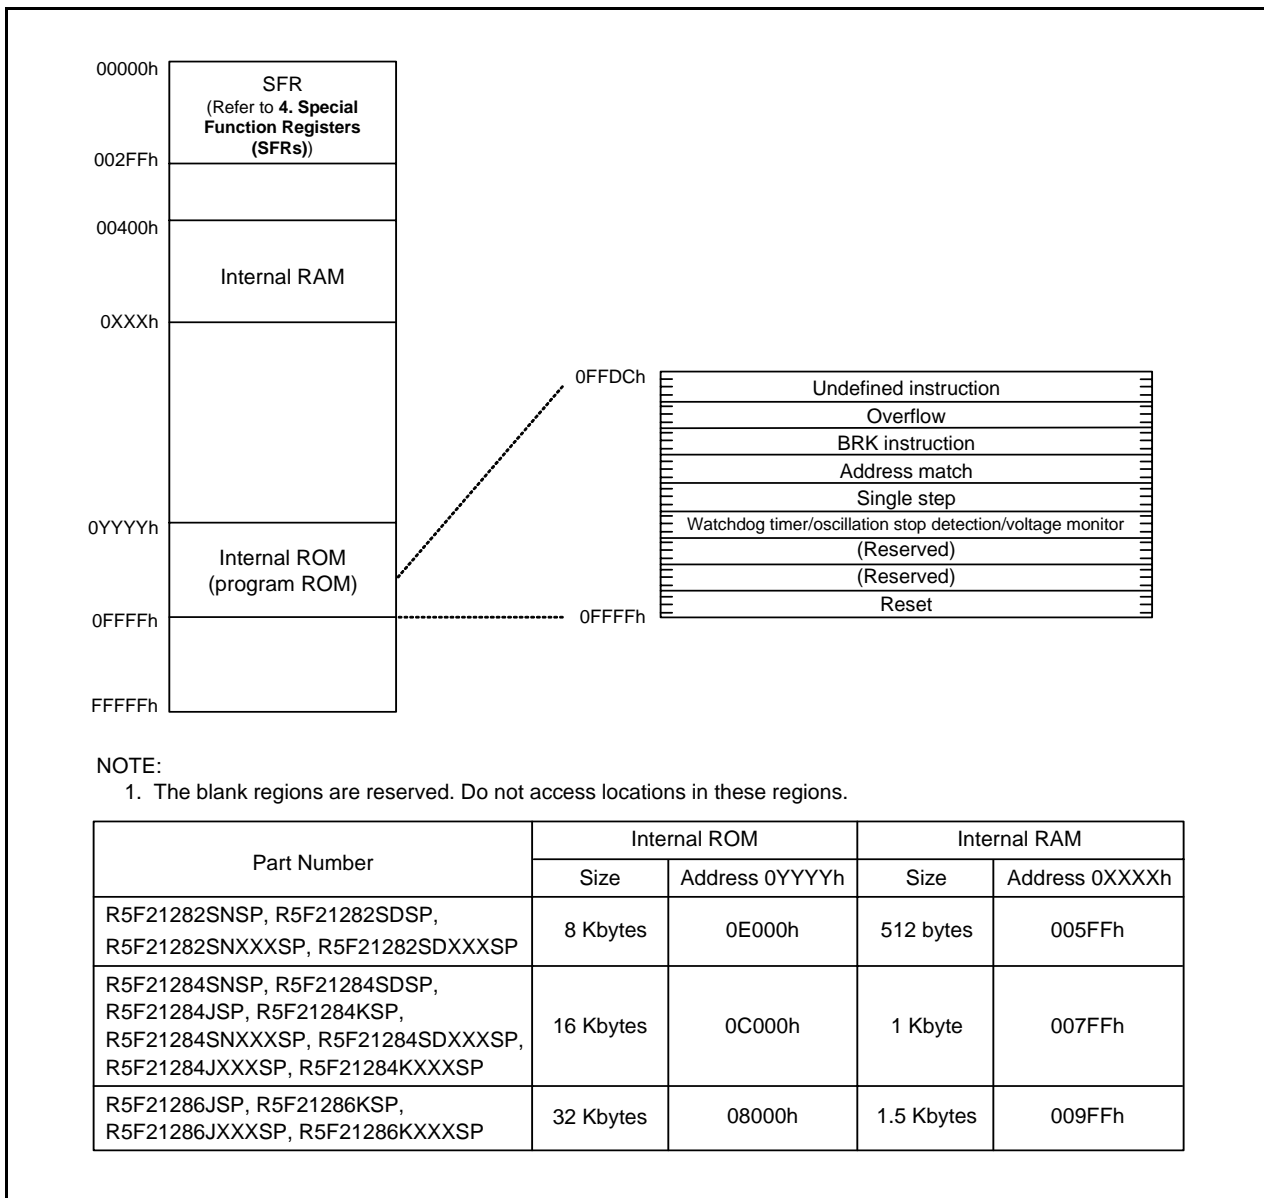 00000h
SFR
(Refer to 4. Special
Function Registers
(SFRs))
002FFh
00400h
Internal RAM
0XXXh
0YYYYh
Internal ROM
(program ROM)
0FFFFh
FFFFFh
0FFDCh
Undefined instruction
Overflow
BRK instruction
Address match
Single step
Watchdog timer/oscillation stop detection/voltage monitor
(Reserved)
(Reserved)
Reset
0FFFFh
NOTE:
1. The blank regions are reserved. Do not access locations in these regions.
Part Number
Internal ROM
Internal RAM
Size
Address 0YYYYh
Size
Address 0XXXXh
R5F21282SNSP, R5F21282SDSP,
R5F21282SNXXXSP, R5F21282SDXXXSP
8 Kbytes
0E000h
512 bytes
005FFh
R5F21284SNSP, R5F21284SDSP,
R5F21284JSP, R5F21284KSP,
R5F21284SNXXXSP, R5F21284SDXXXSP,
R5F21284JXXXSP, R5F21284KXXXSP
16 Kbytes
0C000h
1 Kbyte
007FFh
R5F21286JSP, R5F21286KSP,
R5F21286JXXXSP, R5F21286KXXXSP
32 Kbytes
08000h
1.5 Kbytes
009FFh